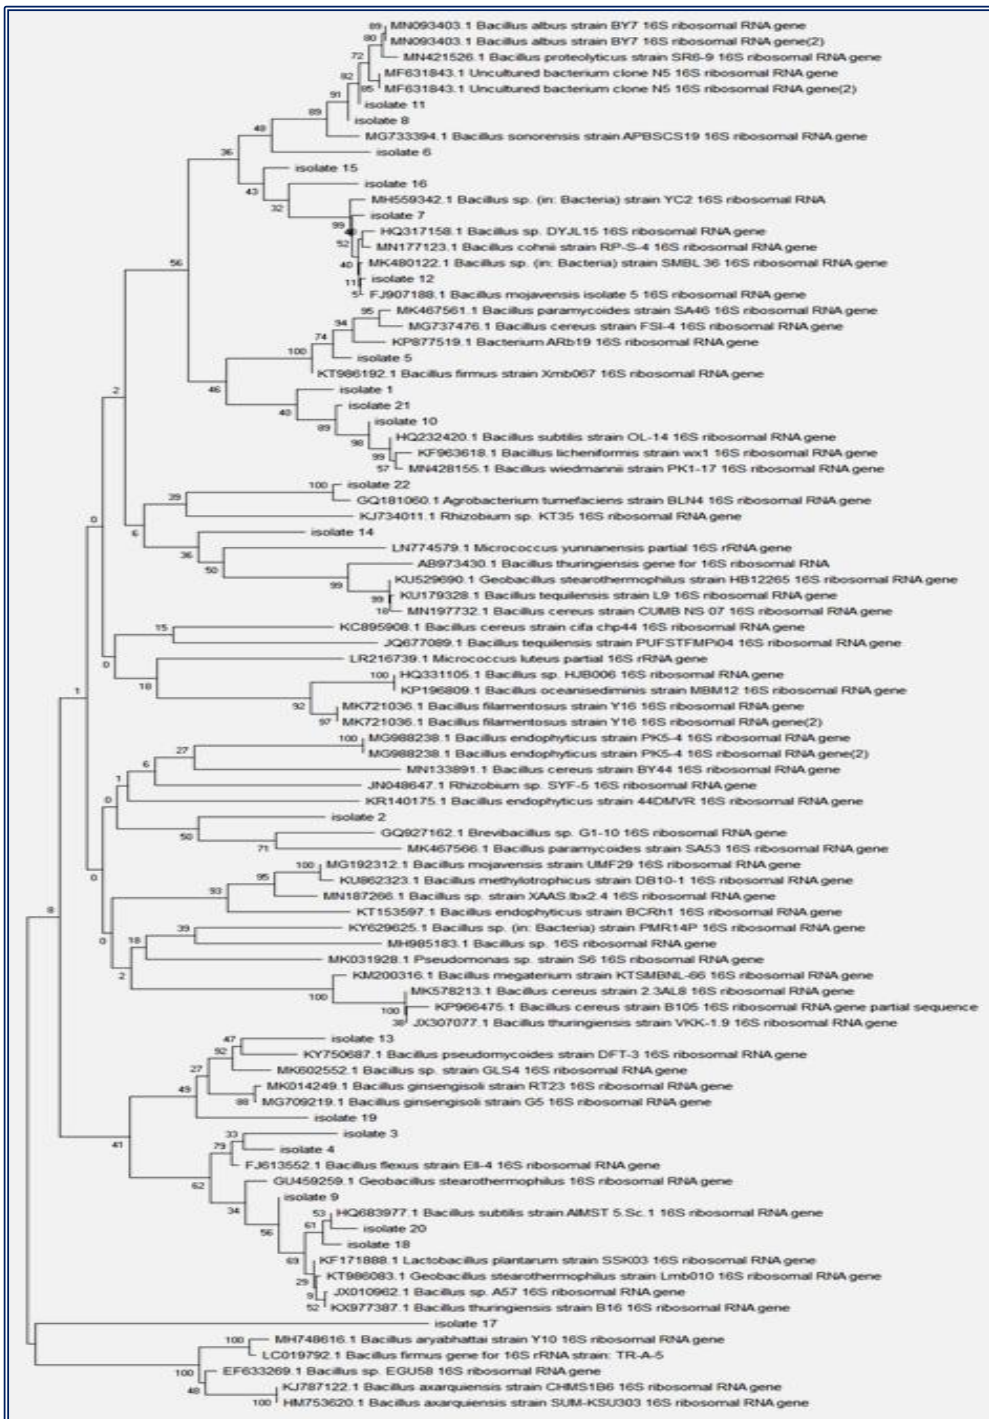 89 MN093403.1 Bacillus albus strain BY7 16S ribosomal RNA gene
80 MN093403.1 Bacillus albus strain BY7 16S ribosomal RNA gene(2)
72 MN421526.1 Bacillus proteolyticus strain SR6-9 16S ribosomal RNA gene
82 MF631843.1 Uncultured bacterium clone N5 16S ribosomal RNA gene
85 MF631843.1 Uncultured bacterium clone N5 16S ribosomal RNA gene(2)
91 isolate 11
89 isolate 8
48 MG733394.1 Bacillus sonorensis strain APBSCS19 16S ribosomal RNA gene
36 isolate 6
isolate 15
43 isolate 16
32 MH559342.1 Bacillus sp. (in: Bacteria) strain YC2 16S ribosomal RNA
99 isolate 7
HQ317158.1 Bacillus sp. DYJL15 16S ribosomal RNA gene
52 MN177123.1 Bacillus cohnii strain RP-S-4 16S ribosomal RNA gene
56 40 MK480122.1 Bacillus sp. (in: Bacteria) strain SMBL 36 16S ribosomal RNA gene
11 isolate 12
5 FJ907188.1 Bacillus mojavensis isolate 5 16S ribosomal RNA gene
95 MK467561.1 Bacillus paramycoides strain SA46 16S ribosomal RNA gene
94 MG737476.1 Bacillus cereus strain FSI-4 16S ribosomal RNA gene
74 KP877519.1 Bacterium ARb19 16S ribosomal RNA gene
100 isolate 5
KT986192.1 Bacillus firmus strain Xmb067 16S ribosomal RNA gene
2 46 isolate 1
40 isolate 21
89 isolate 10
98 HQ232420.1 Bacillus subtilis strain OL-14 16S ribosomal RNA gene
99 KF963618.1 Bacillus licheniformis strain wx1 16S ribosomal RNA gene
57 MN428155.1 Bacillus wiedmannii strain PK1-17 16S ribosomal RNA gene
100 isolate 22
39 GQ181060.1 Agrobacterium tumefaciens strain BLN4 16S ribosomal RNA gene
0 KJ734011.1 Rhizobium sp. KT35 16S ribosomal RNA gene
6 isolate 14
36 LN774579.1 Micrococcus yunnanensis partial 16S rRNA gene
50 AB973430.1 Bacillus thuringiensis gene for 16S ribosomal RNA
99 KU529690.1 Geobacillus stearothermophilus strain HB12265 16S ribosomal RNA gene
99 KU179328.1 Bacillus tequilensis strain L9 16S ribosomal RNA gene
18 MN197732.1 Bacillus cereus strain CUMB NS 07 16S ribosomal RNA gene
15 KC895908.1 Bacillus cereus strain cifa chp44 16S ribosomal RNA gene
JQ677089.1 Bacillus tequilensis strain PUFSTFMPi04 16S ribosomal RNA gene
0 LR216739.1 Micrococcus luteus partial 16S rRNA gene
100 HQ331105.1 Bacillus sp. HJB006 16S ribosomal RNA gene
1 18 KP196809.1 Bacillus oceanisediminis strain MBM12 16S ribosomal RNA gene
92 MK721036.1 Bacillus filamentosus strain Y16 16S ribosomal RNA gene
97 MK721036.1 Bacillus filamentosus strain Y16 16S ribosomal RNA gene(2)
100 MG988238.1 Bacillus endophyticus strain PK5-4 16S ribosomal RNA gene
27 MG988238.1 Bacillus endophyticus strain PK5-4 16S ribosomal RNA gene(2)
6 MN133891.1 Bacillus cereus strain BY44 16S ribosomal RNA gene
1 JN048647.1 Rhizobium sp. SYF-5 16S ribosomal RNA gene
0 KR140175.1 Bacillus endophyticus strain 44DMVR 16S ribosomal RNA gene
isolate 2
50 GQ927162.1 Brevibacillus sp. G1-10 16S ribosomal RNA gene
71 MK467566.1 Bacillus paramycoides strain SA53 16S ribosomal RNA gene
0 100 MG192312.1 Bacillus mojavensis strain UMF29 16S ribosomal RNA gene
95 KU862323.1 Bacillus methylotrophicus strain DB10-1 16S ribosomal RNA gene
93 MN187266.1 Bacillus sp. strain XAAS.lbx2.4 16S ribosomal RNA gene
8 KT153597.1 Bacillus endophyticus strain BCRh1 16S ribosomal RNA gene
39 KY629625.1 Bacillus sp. (in: Bacteria) strain PMR14P 16S ribosomal RNA gene
0 18 MH985183.1 Bacillus sp. 16S ribosomal RNA gene
MK031928.1 Pseudomonas sp. strain S6 16S ribosomal RNA gene
2 KM200316.1 Bacillus megaterium strain KTSMBNL-66 16S ribosomal RNA gene
100 MK578213.1 Bacillus cereus strain 2.3AL8 16S ribosomal RNA gene
100 KP966475.1 Bacillus cereus strain B105 16S ribosomal RNA gene partial sequence
38 JX307077.1 Bacillus thuringiensis strain VKK-1.9 16S ribosomal RNA gene
47 isolate 13
92 KY750687.1 Bacillus pseudomycoides strain DFT-3 16S ribosomal RNA gene
27 MK602552.1 Bacillus sp. strain GLS4 16S ribosomal RNA gene
49 MK014249.1 Bacillus ginsengisoli strain RT23 16S ribosomal RNA gene
88 MG709219.1 Bacillus ginsengisoli strain G5 16S ribosomal RNA gene
isolate 19
41 33 isolate 3
79 isolate 4
FJ613552.1 Bacillus flexus strain EII-4 16S ribosomal RNA gene
62 GU459259.1 Geobacillus stearothermophilus 16S ribosomal RNA gene
34 isolate 9
53 HQ683977.1 Bacillus subtilis strain AIMST 5.Sc.1 16S ribosomal RNA gene
56 61 isolate 20
isolate 18
69 KF171888.1 Lactobacillus plantarum strain SSK03 16S ribosomal RNA gene
29 KT986083.1 Geobacillus stearothermophilus strain Lmb010 16S ribosomal RNA gene
9 JX010962.1 Bacillus sp. A57 16S ribosomal RNA gene
52 KX977387.1 Bacillus thuringiensis strain B16 16S ribosomal RNA gene
isolate 17
100 MH748616.1 Bacillus aryabhattai strain Y10 16S ribosomal RNA gene
LC019792.1 Bacillus firmus gene for 16S rRNA strain: TR-A-5
100 EF633269.1 Bacillus sp. EGU58 16S ribosomal RNA gene
48 KJ787122.1 Bacillus axarquiensis strain CHMS1B6 16S ribosomal RNA gene
100 HM753620.1 Bacillus axarquiensis strain SUM-KSU303 16S ribosomal RNA gene